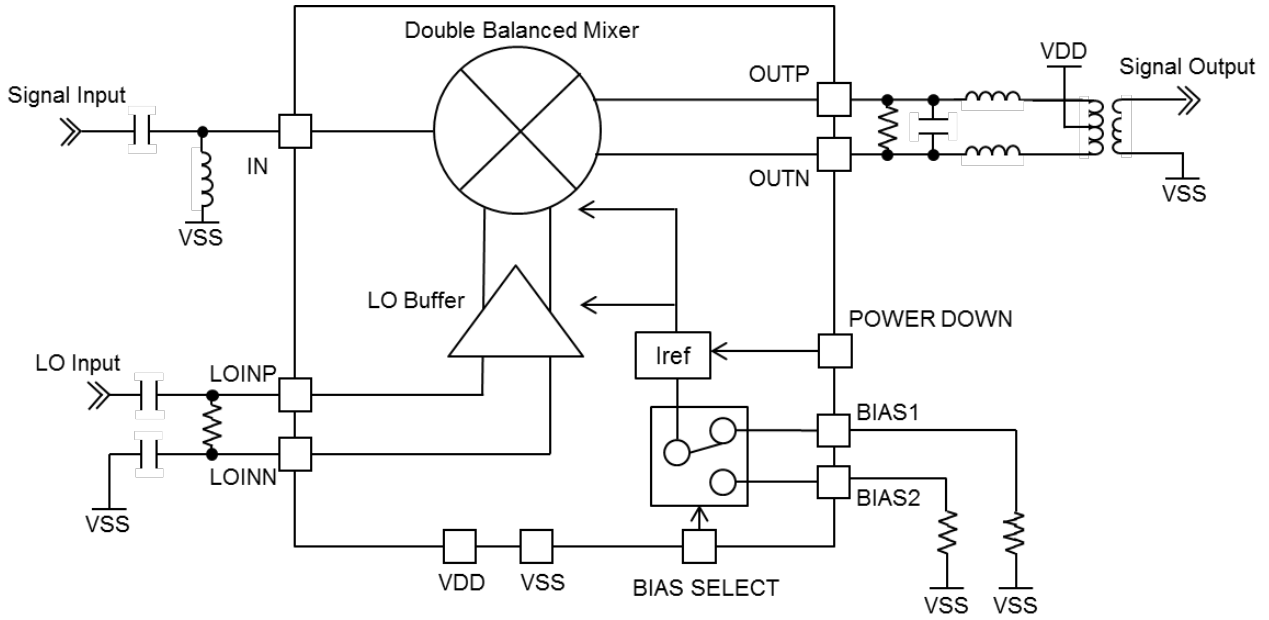 Double Balanced Mixer
VDD
Signal Output
OUTP
Signal Input
IN
OUTN
VSS
VSS
LO Buffer
POWER DOWN
Iref
LO Input
LOINP
BIAS1
LOINN
BIAS2
VSS
VDD
VSS
BIAS SELECT
VSS
VSS